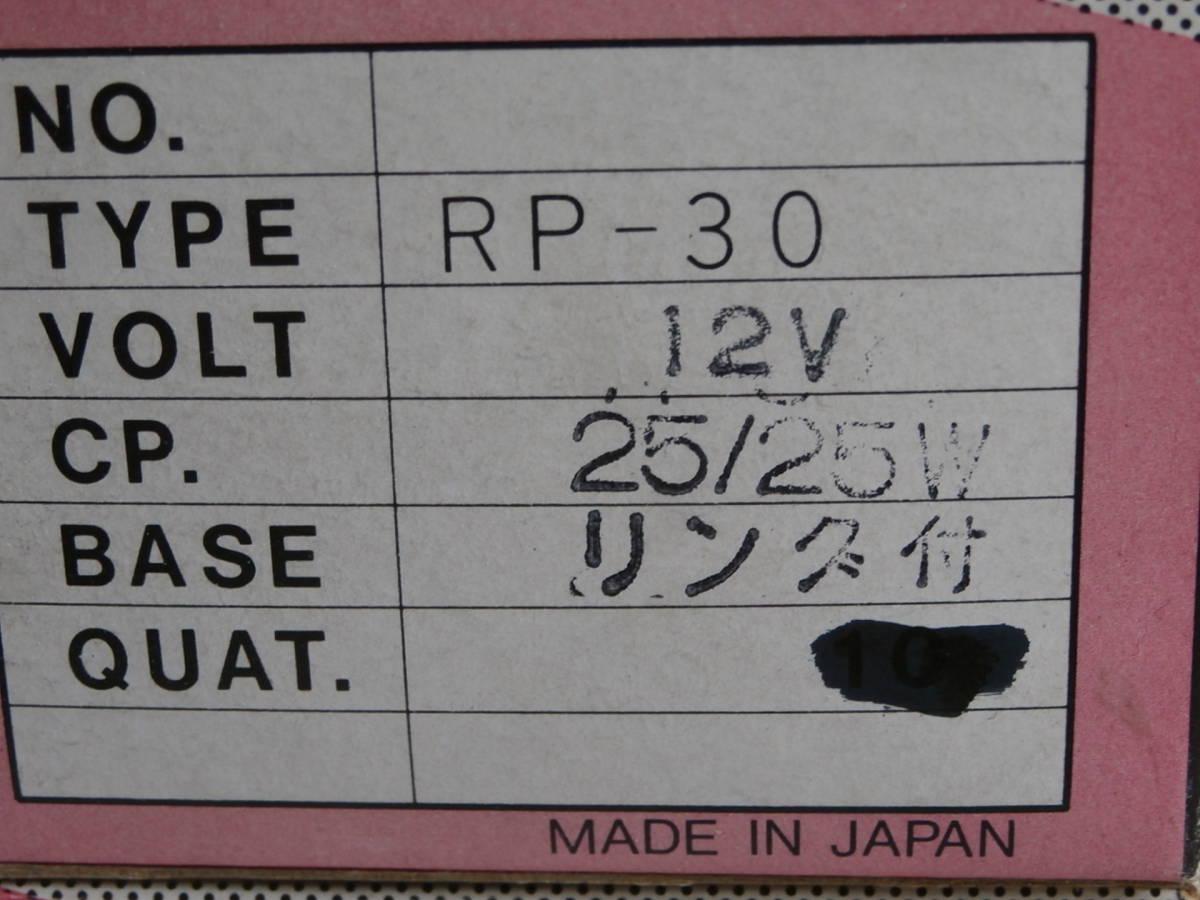 NO.
TYPE RP-30
VOLT 12V
CP. 25/25W
BASE リング付
QUAT. 10
MADE IN JAPAN